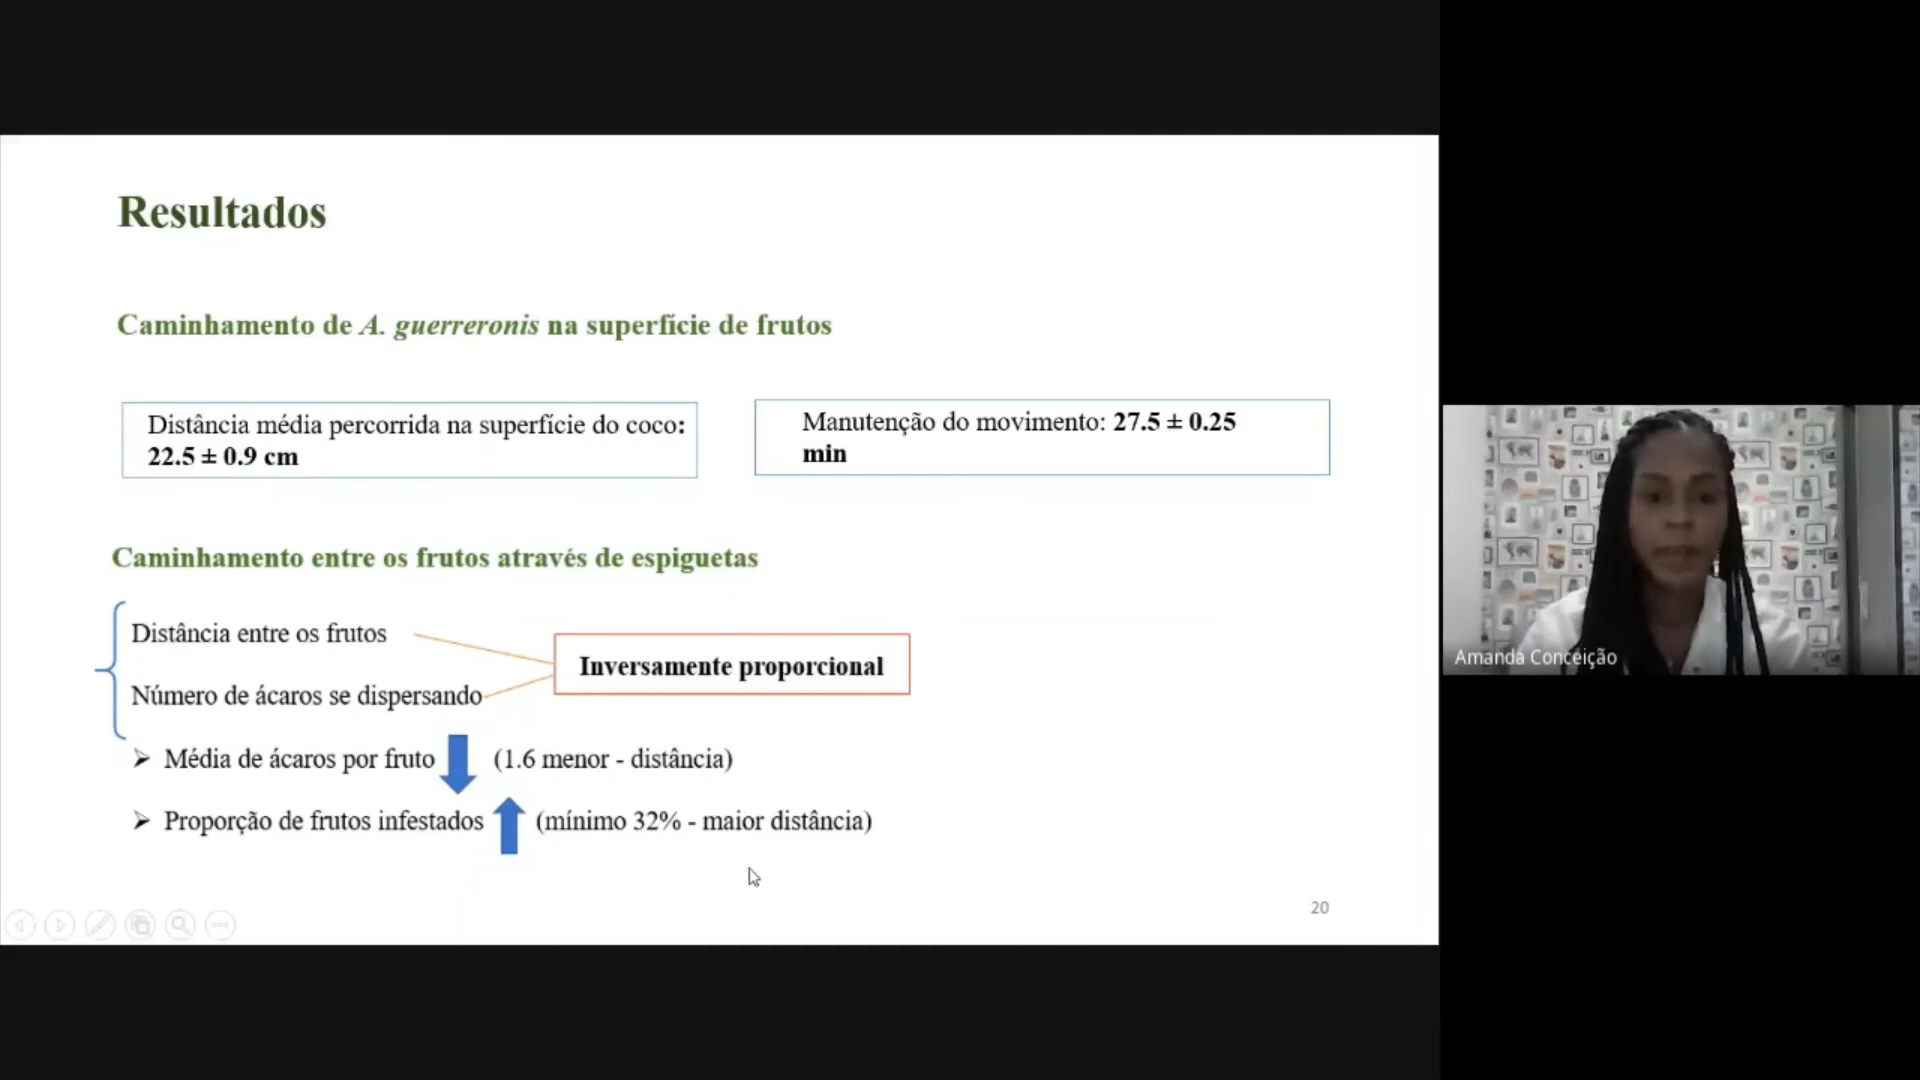 Resultados
Caminhamento de A. guerreronis na superfície de frutos
Distância média percorrida na superfície do coco:
22.5 ± 0.9 cm
Manutenção do movimento: 27.5 ± 0.25
min
Caminhamento entre os frutos através de espiguetas
Distância entre os frutos
Número de ácaros se dispersando
Inversamente proporcional
Média de ácaros por fruto (1.6 menor - distância)
Proporção de frutos infestados (mínimo 32% - maior distância)
20
Amanda Conceição